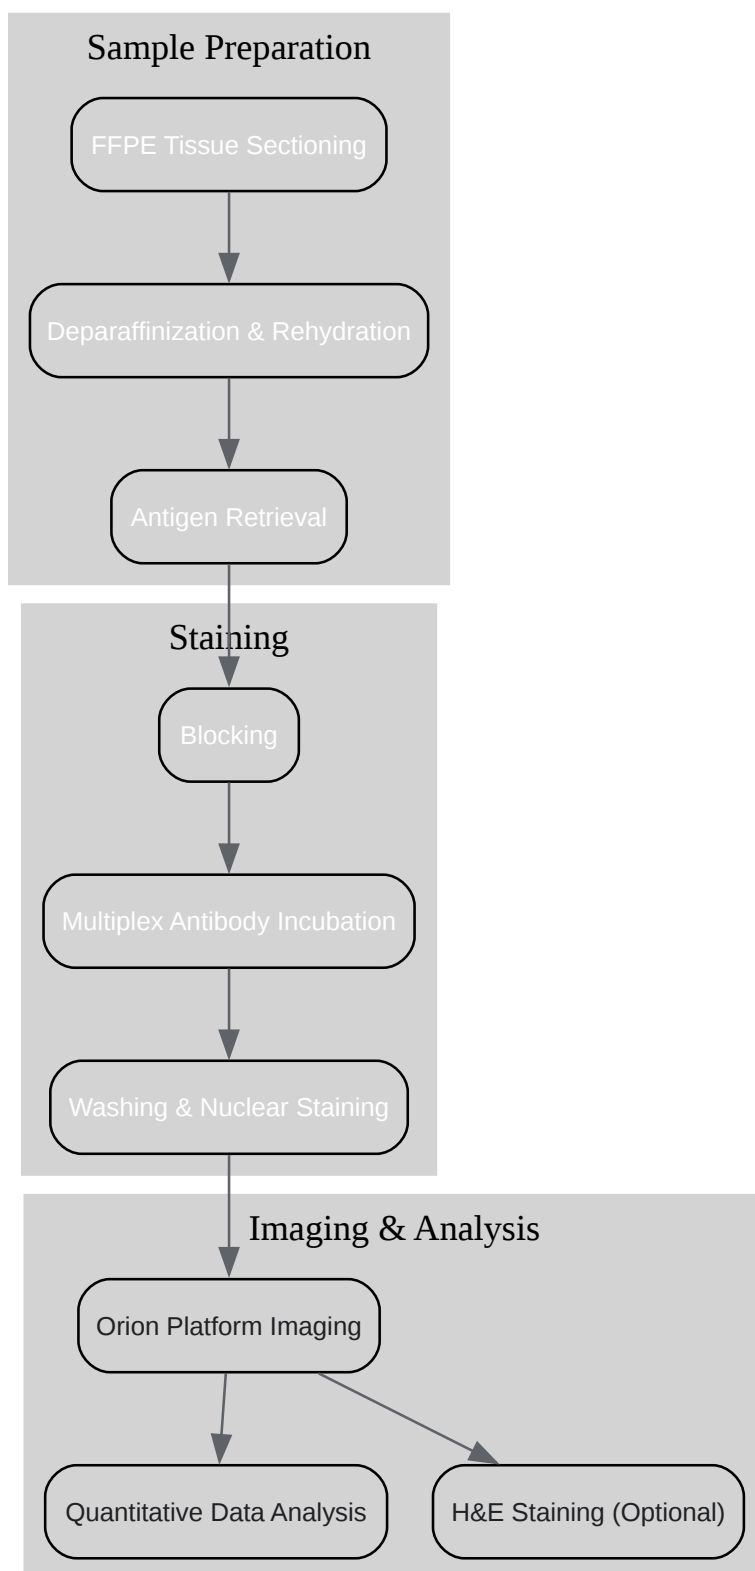 Sample Preparation
FFPE Tissue Sectioning
Deparaffinization & Rehydration
Antigen Retrieval
Staining
Blocking
Multiplex Antibody Incubation
Washing & Nuclear Staining
Imaging & Analysis
Orion Platform Imaging
Quantitative Data Analysis
H&E Staining (Optional)